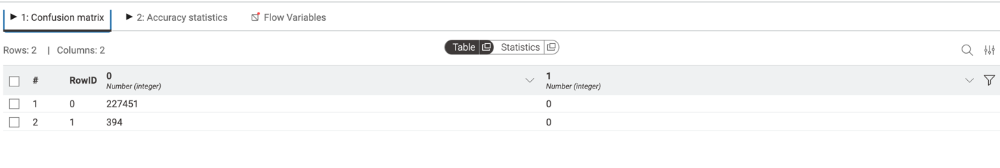 1: Confusion matrix 2: Accuracy statistics Flow Variables
Rows: 2 | Columns: 2 Table Statistics
# RowID 0 1
Number (integer) Number (integer)
1 0 227451 0
2 1 394 0